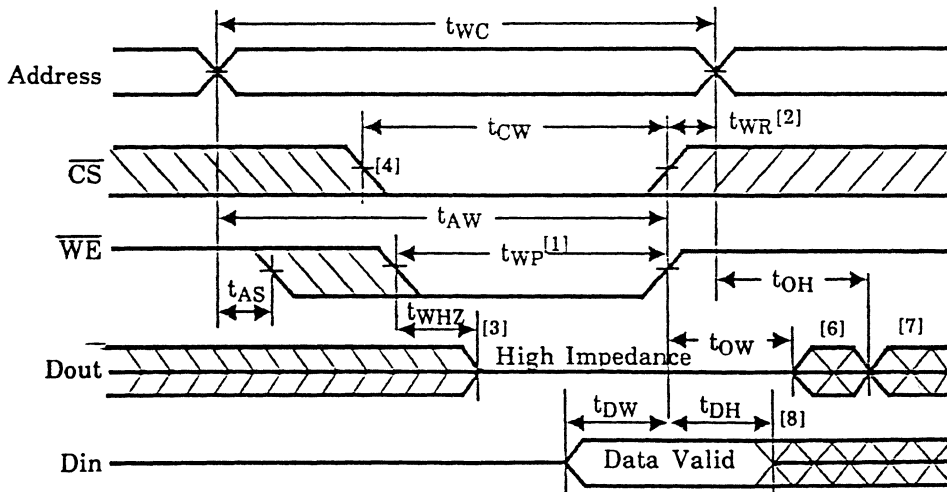 tWC
Address
tCW
tWR[2]
CS
[4]
tAW
WE
tWP[1]
tAS
tWHZ
[3]
tOH
Dout
High Impedance
tOW
[6]
[7]
tDW
tDH
[8]
Din
Data Valid